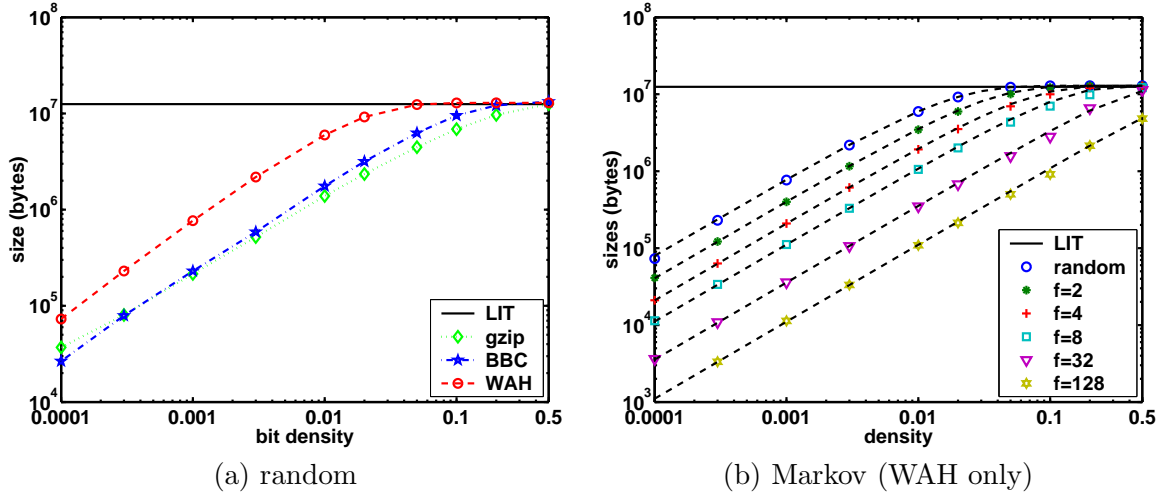 10^8
10^7
10^6
10^5
10^4
size (bytes)
0.0001 0.001 0.01 0.1 0.5
bit density
LIT
gzip
BBC
WAH
(a) random
10^8
10^7
10^6
10^5
10^4
10^3
sizes (bytes)
0.0001 0.001 0.01 0.1 0.5
density
LIT
random
f=2
f=4
f=8
f=32
f=128
(b) Markov (WAH only)